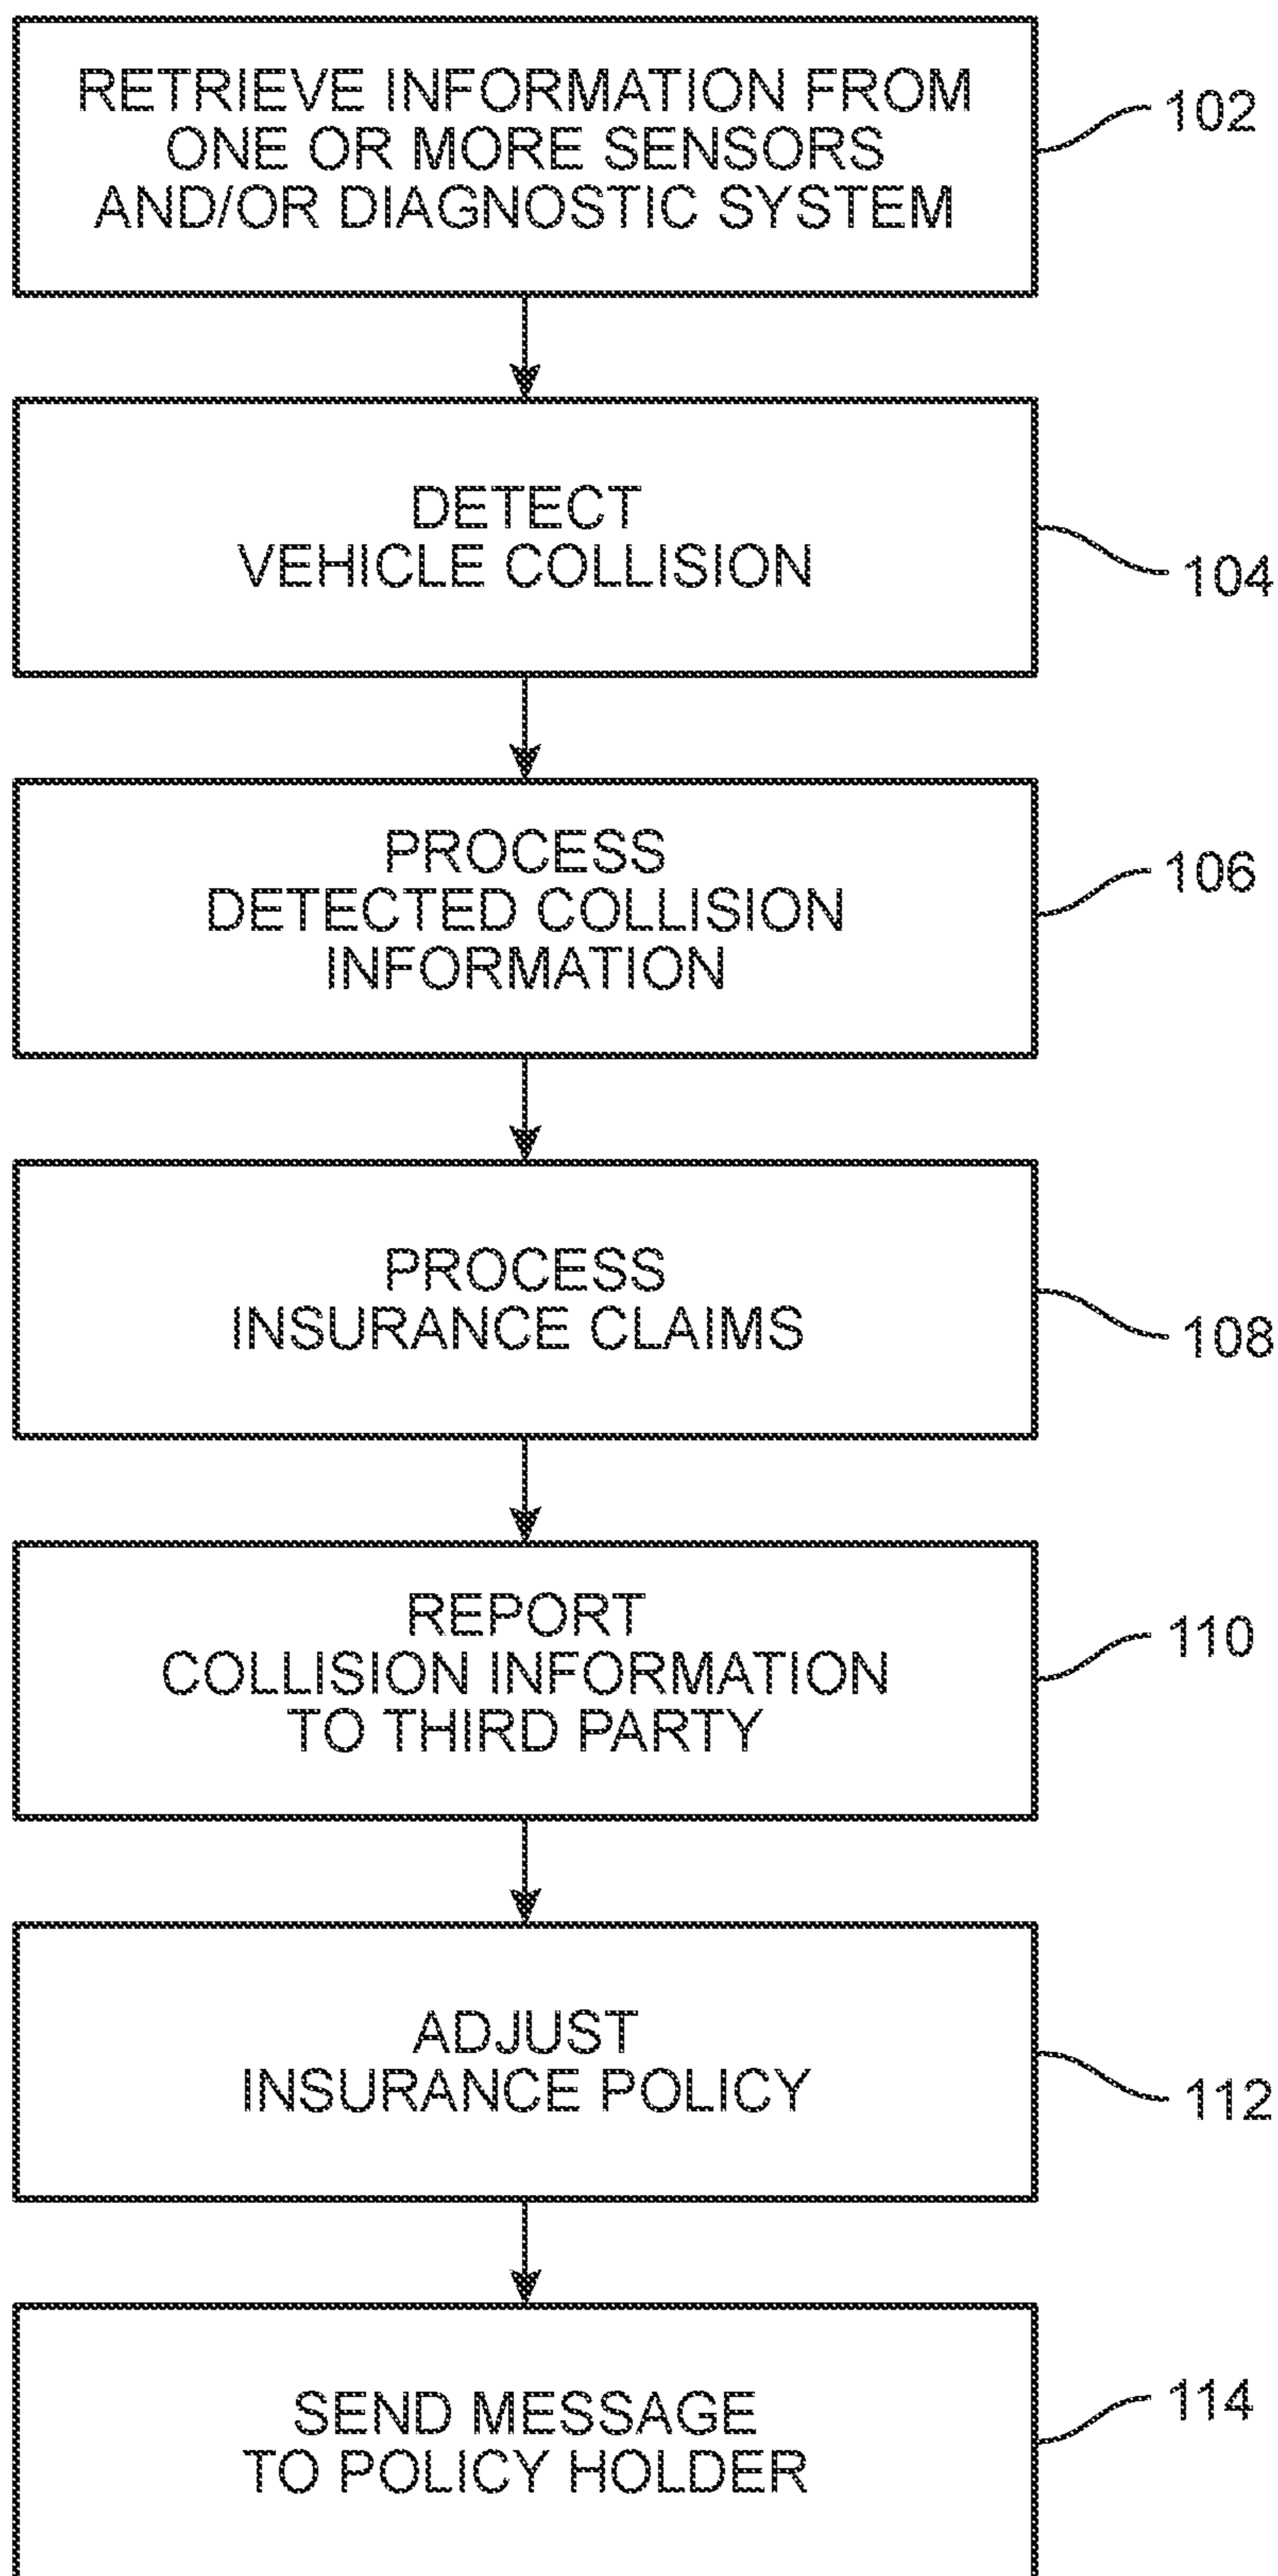 RETRIEVE INFORMATION FROM
ONE OR MORE SENSORS
AND/OR DIAGNOSTIC SYSTEM
102
DETECT
VEHICLE COLLISION
104
PROCESS
DETECTED COLLISION
INFORMATION
106
PROCESS
INSURANCE CLAIMS
108
REPORT
COLLISION INFORMATION
TO THIRD PARTY
110
ADJUST
INSURANCE POLICY
112
SEND MESSAGE
TO POLICY HOLDER
114